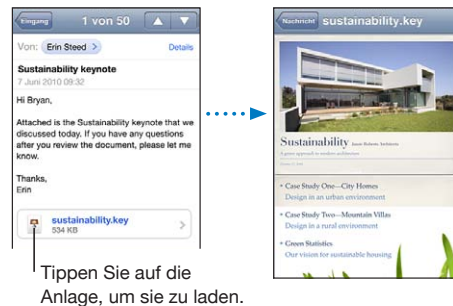 Eingang
1 von 50
Von: Erin Steed
Details
Sustainability keynote
7 Juni 2010 09:32
Hi Bryan,
Attached is the Sustainability keynote that we
discussed today. If you have any questions
after you review the document, please let me
know.
Thanks,
Erin
sustainability.key
534 KB
Tippen Sie auf die
Anlage, um sie zu laden.
Nachricht
sustainability.key
Sustainability
• Case Study One—City Homes
Design in an urban environment
• Case Study Two—Mountain Villas
Design in a rural environment
• Green Statistics
Our vision for sustainable housing